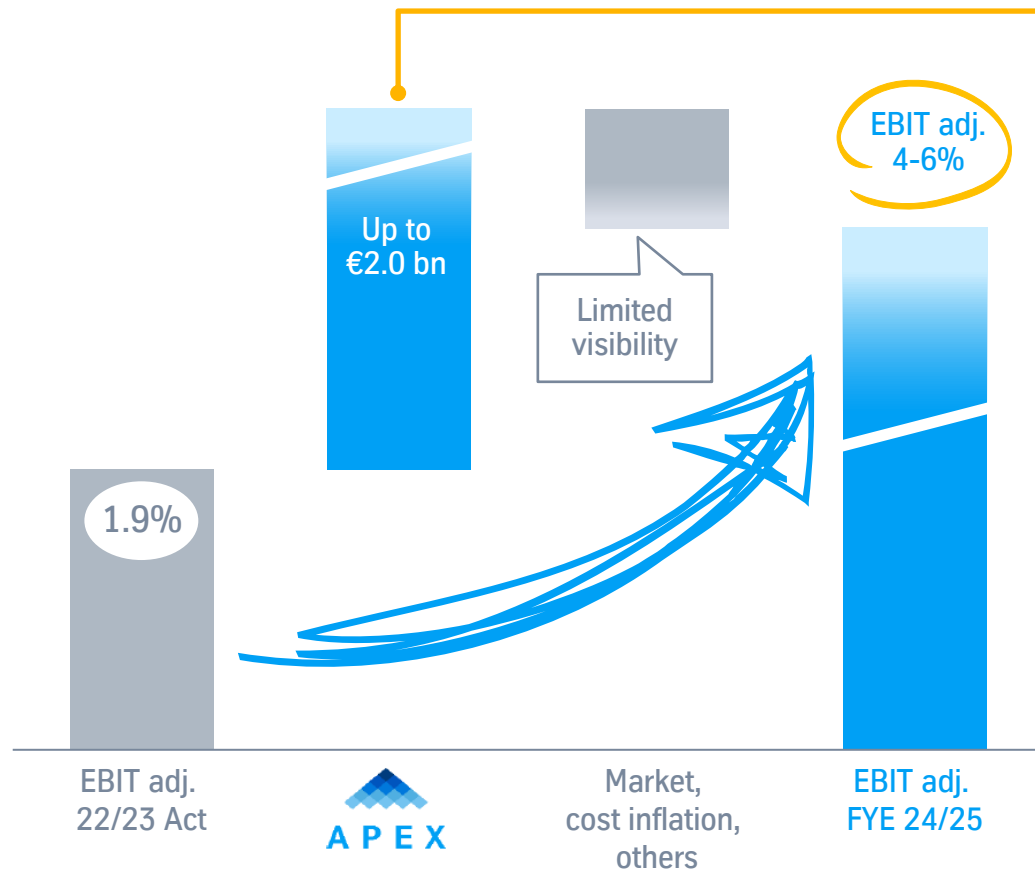 EBIT adj.
4-6%
Up to
€2.0 bn
Limited
visibility
1.9%
EBIT adj.
22/23 Act
APEX
Market,
cost inflation,
others
EBIT adj.
FYE 24/25